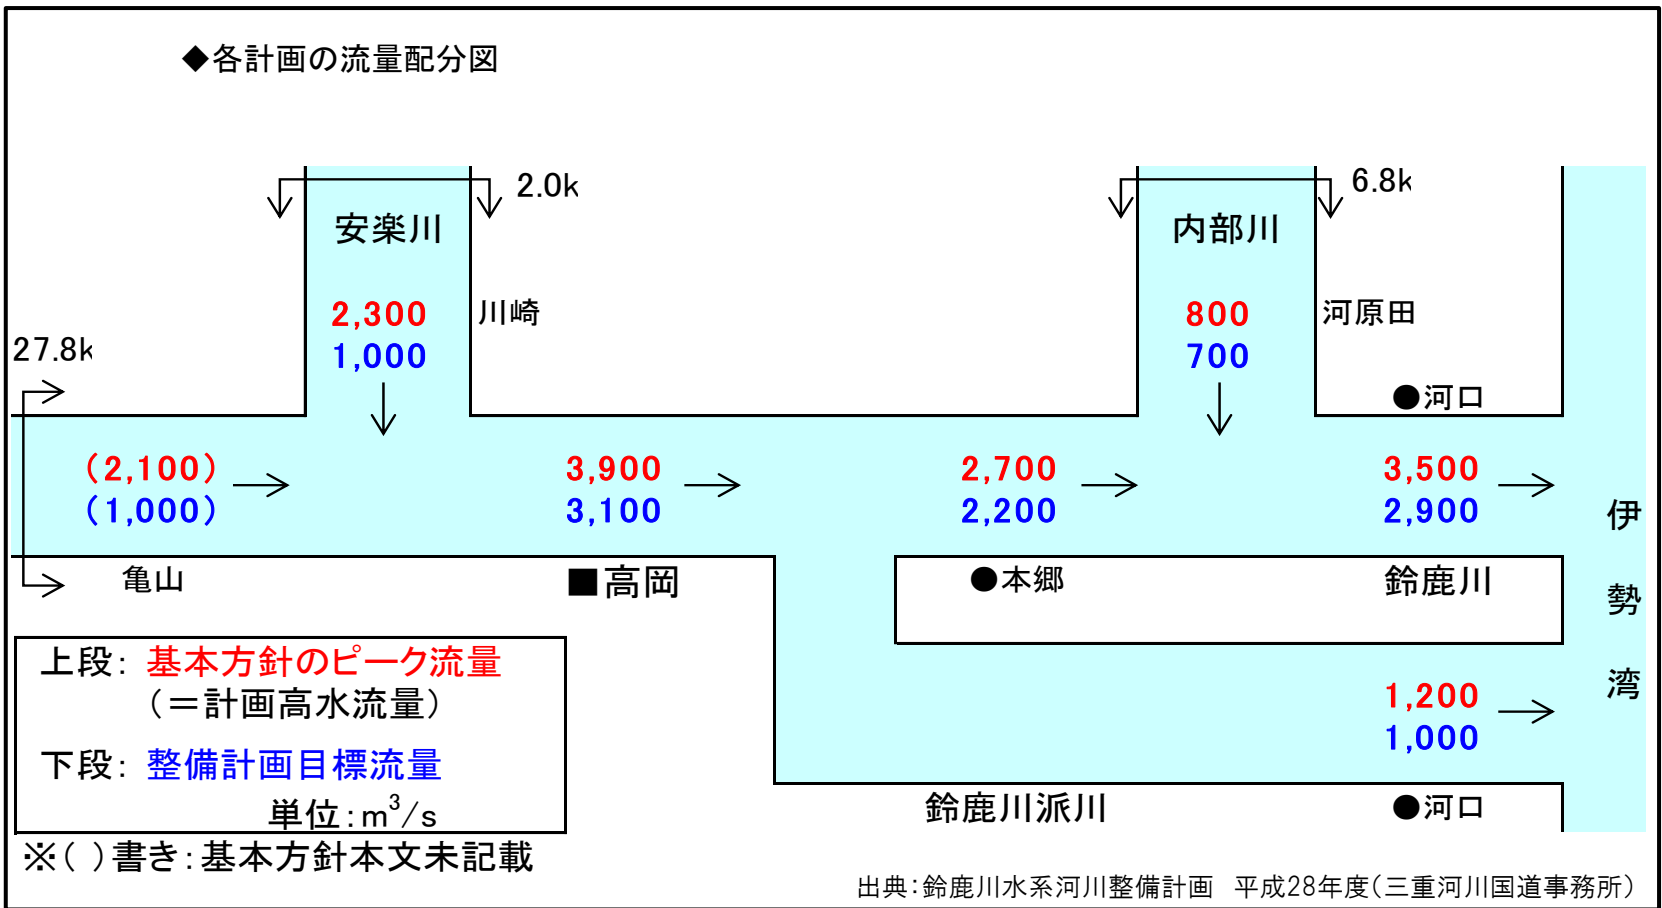 ◆各計画の流量配分図
2.0k
6.8k
安楽川
内部川
2,300
川崎
800
河原田
1,000
700
27.8k
●河口
(2,100)
3,900
2,700
3,500
(1,000)
3,100
2,200
2,900
伊勢湾
亀山
■高岡
●本郷
鈴鹿川
上段：基本方針のピーク流量
（＝計画高水流量）
下段：整備計画目標流量
単位：m³/s
1,200
1,000
鈴鹿川派川
●河口
※( )書き：基本方針本文未記載
出典：鈴鹿川水系河川整備計画　平成28年度（三重河川国道事務所）